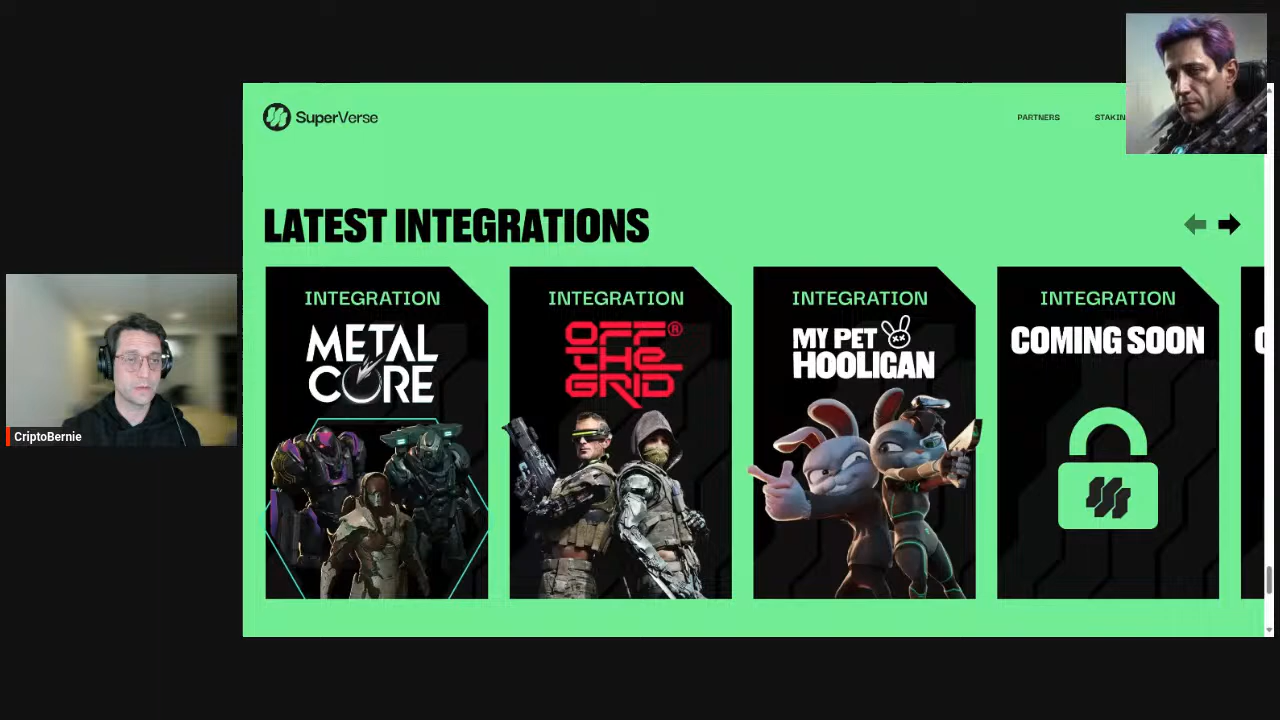 SuperVerse
PARTNERS
STAKIN
LATEST INTEGRATIONS
INTEGRATION
METAL
CORE
INTEGRATION
OFF®
THE
GRID
INTEGRATION
MY PET
HOOLIGAN
INTEGRATION
COMING SOON
CriptoBernie